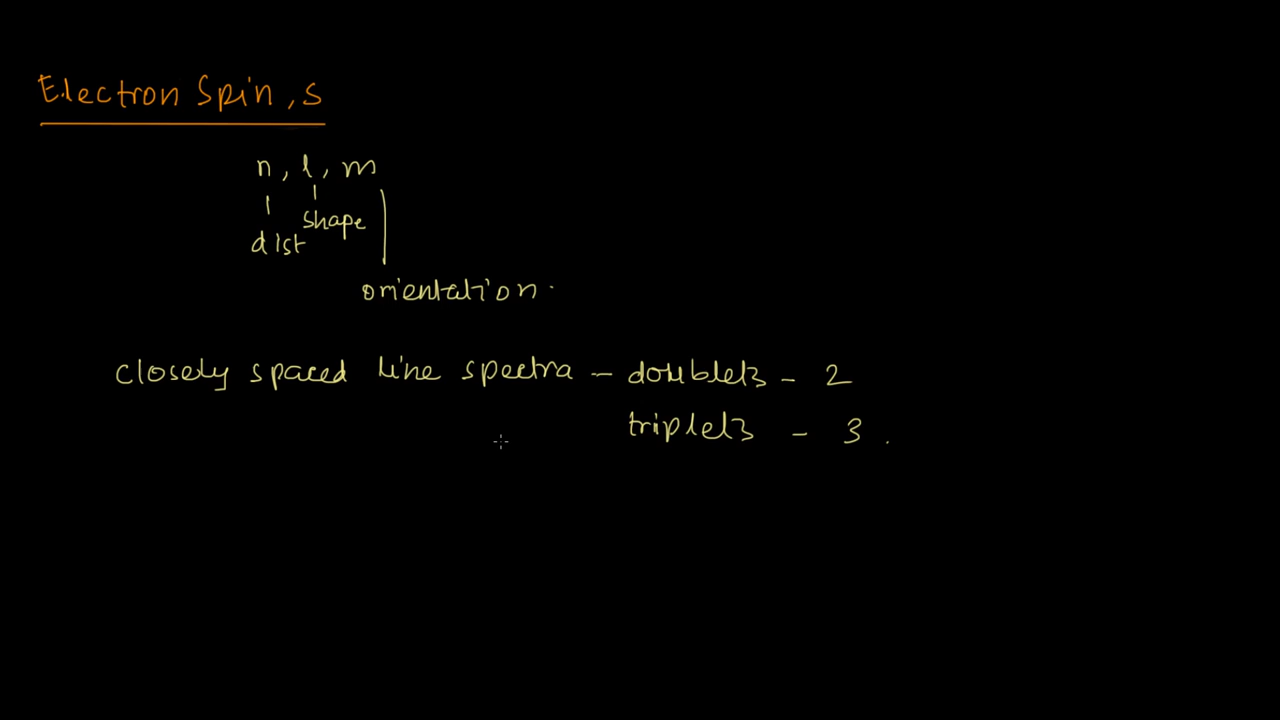 Electron Spin, s
n, l, m
shape
dist
orientation.
closely spaced line spectra - doublets - 2
triplets - 3.